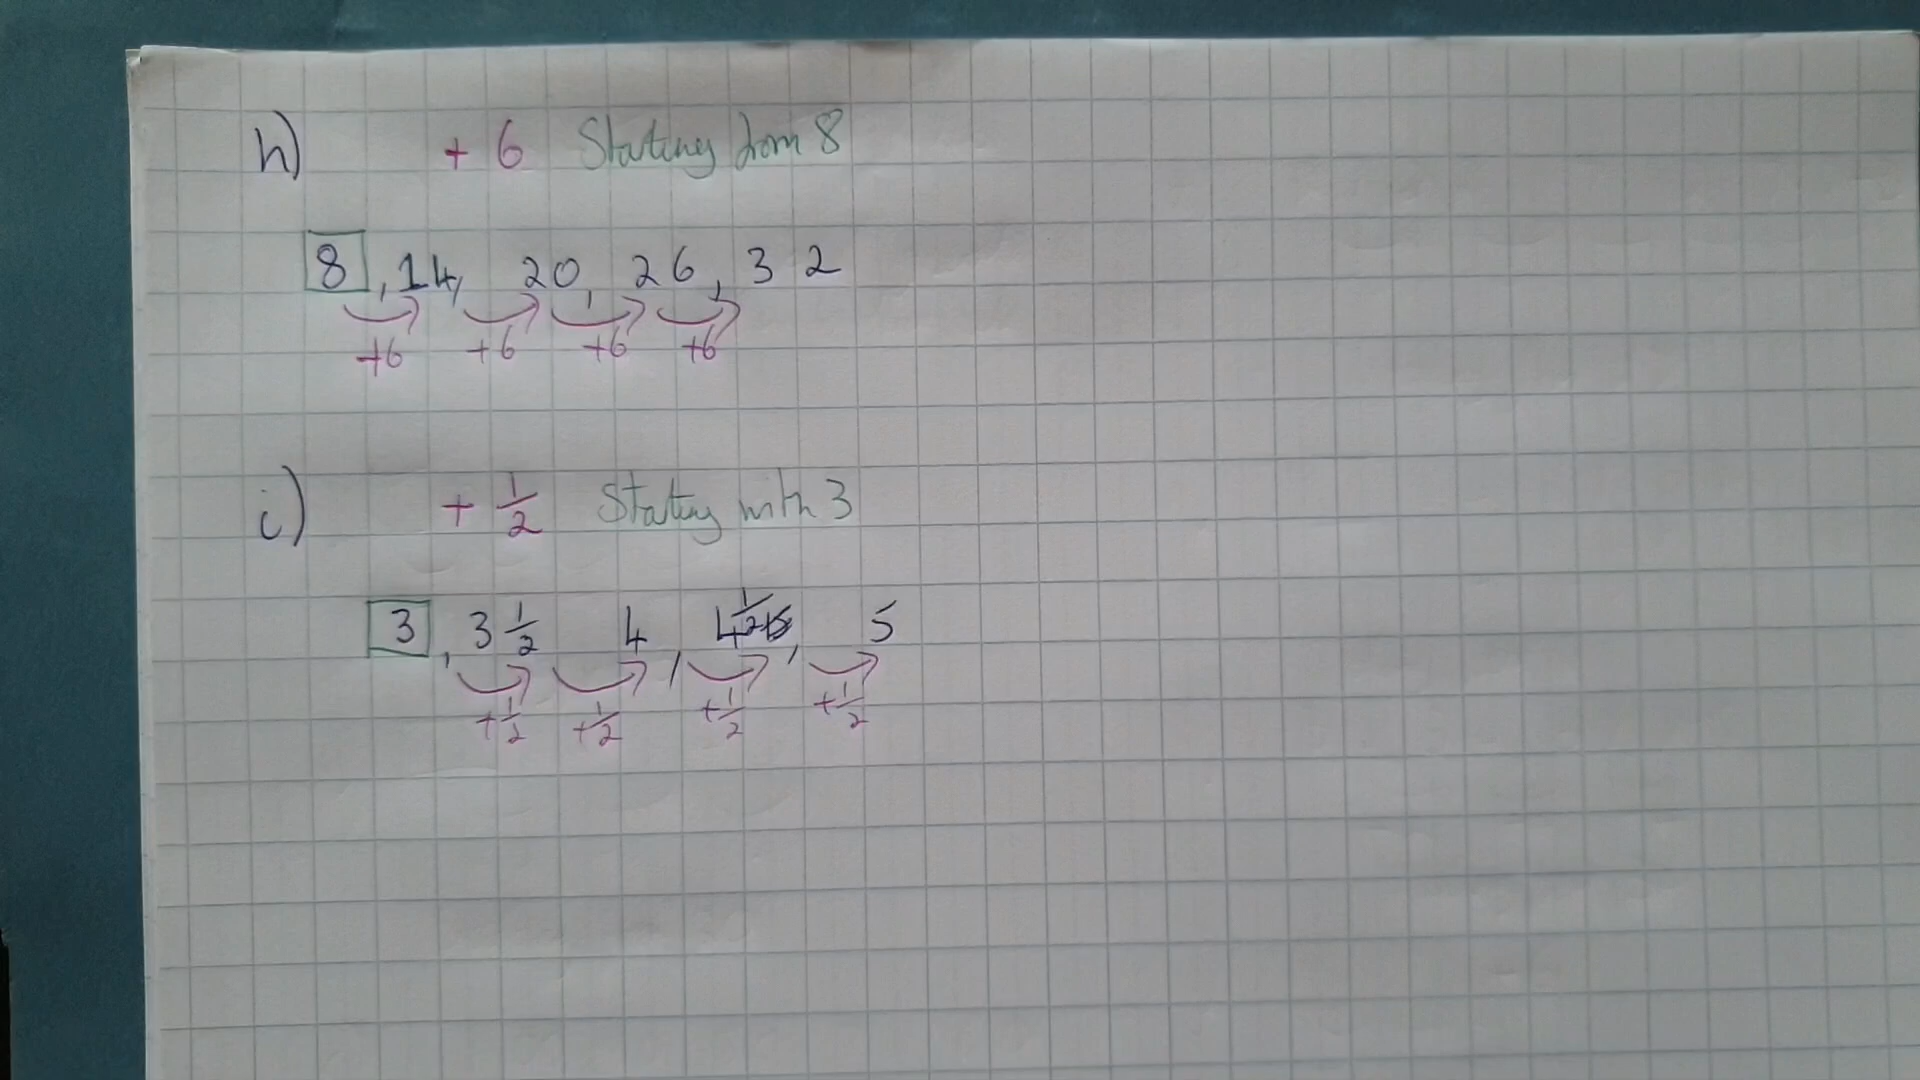 h) + 6 Starting from 8
8, 14, 20, 26, 32
+6 +6 +6 +6
i) + 1/2 Starting with 3
3, 3 1/2 4, 4 1/2, 5
+1/2 +1/2 +1/2 +1/2